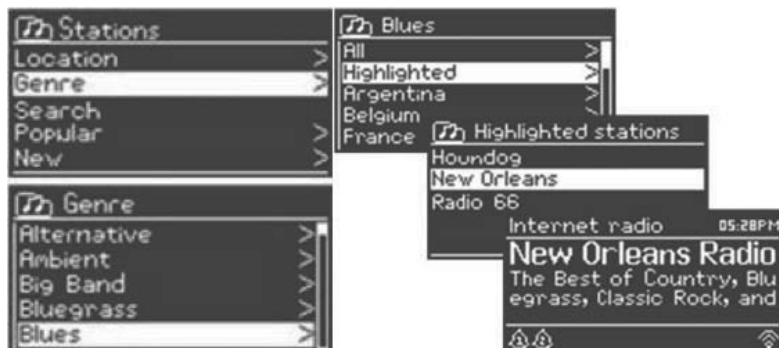 Stations
Location >
Genre >
Search
Popular >
New >
Genre
Alternative >
Ambient >
Big Band >
Bluegrass >
Blues >
Blues
All >
Highlighted >
Argentina >
Belgium
France
Highlighted stations
Houndog
New Orleans
Radio 66
Internet radio 05:28PM
New Orleans Radio
The Best of Country, Blu
egrass, Classic Rock, and